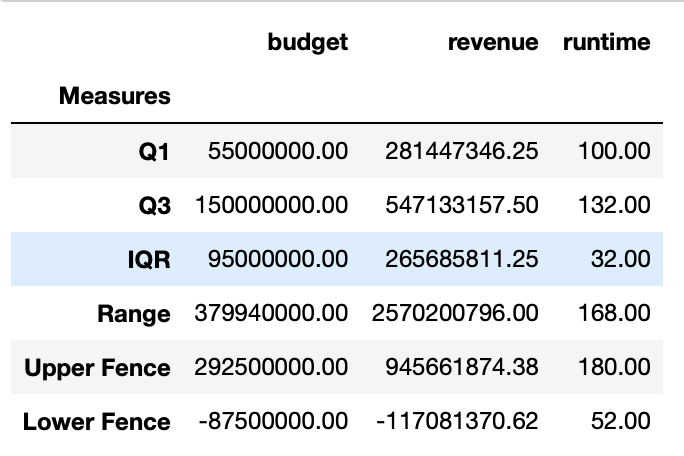 budget revenue runtime
Measures
Q1 55000000.00 281447346.25 100.00
Q3 150000000.00 547133157.50 132.00
IQR 95000000.00 265685811.25 32.00
Range 379940000.00 2570200796.00 168.00
Upper Fence 292500000.00 945661874.38 180.00
Lower Fence -87500000.00 -117081370.62 52.00